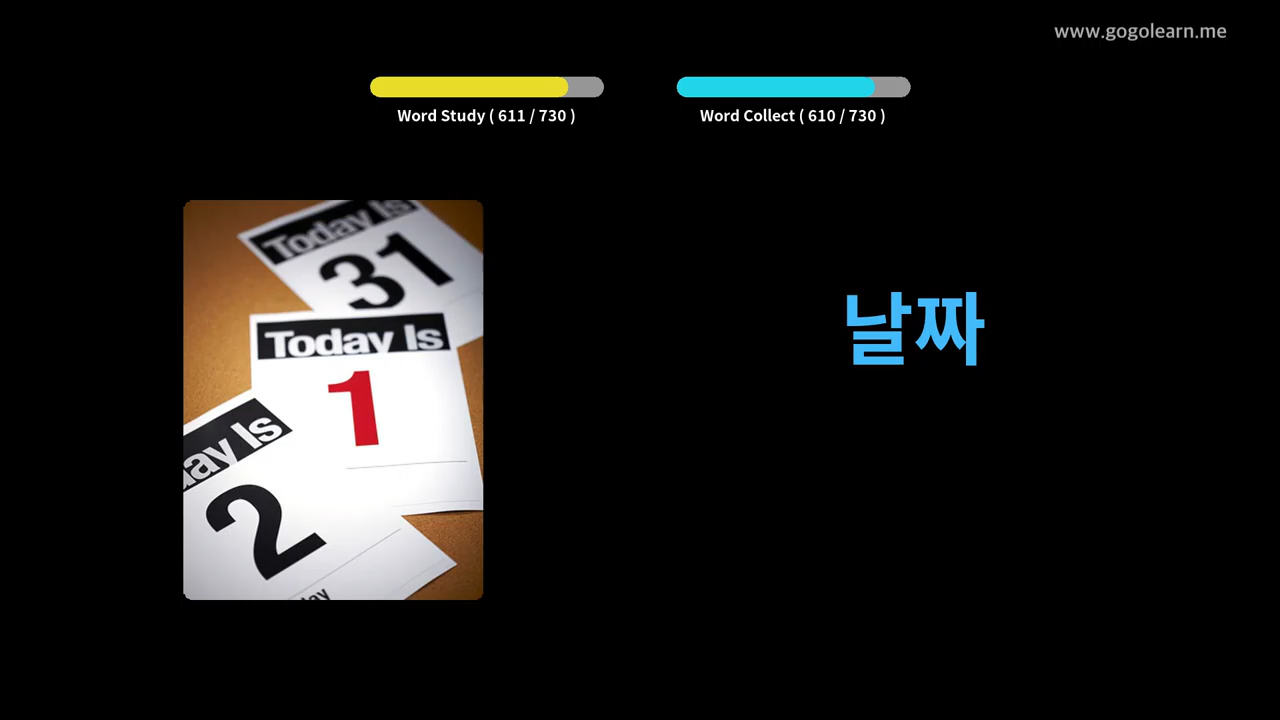 www.gogolearn.me
Word Study ( 611 / 730 )
Word Collect ( 610 / 730 )
Today Is
31
Today Is
1
day Is
2
날짜